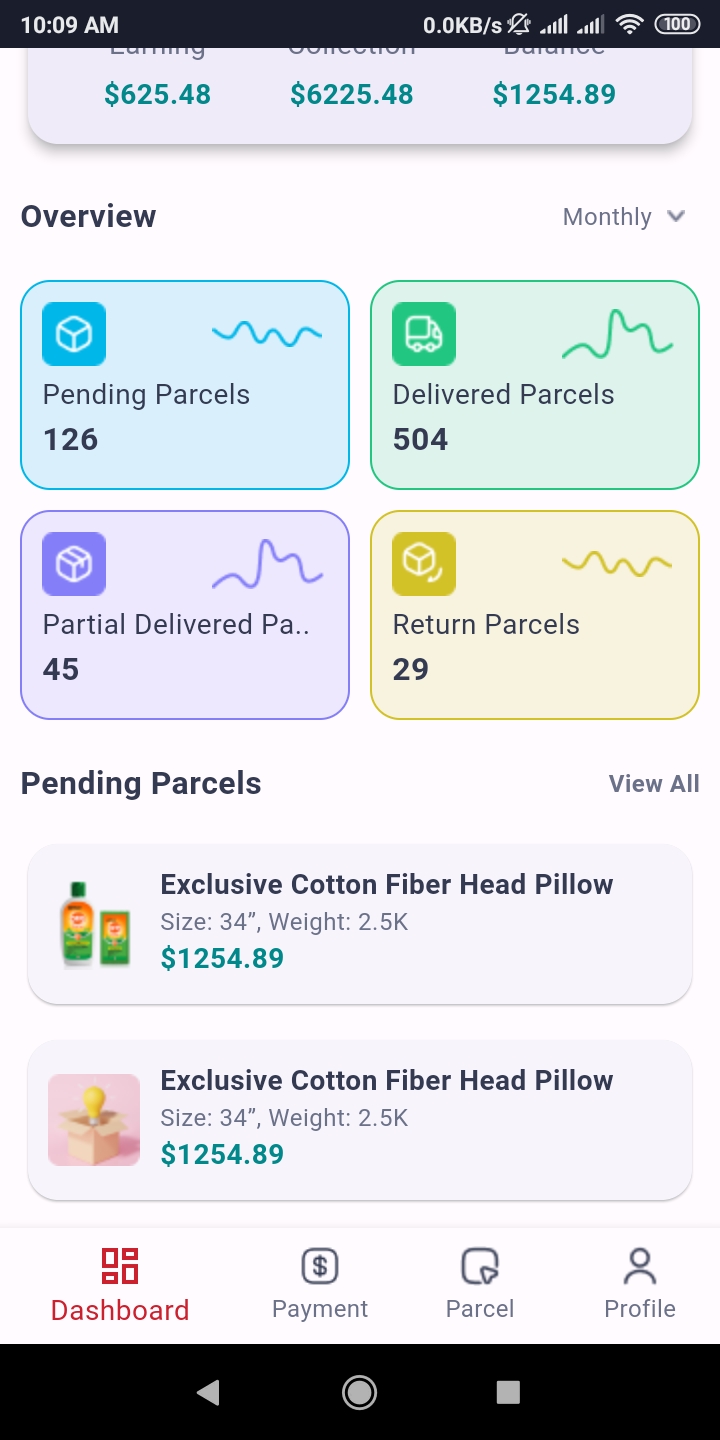 10:09 AM 0.0KB/s 100
Earning Collection Balance
$625.48 $6225.48 $1254.89
Overview Monthly
Pending Parcels
126
Delivered Parcels
504
Partial Delivered Pa..
45
Return Parcels
29
Pending Parcels View All
Exclusive Cotton Fiber Head Pillow
Size: 34”, Weight: 2.5K
$1254.89
Exclusive Cotton Fiber Head Pillow
Size: 34”, Weight: 2.5K
$1254.89
Dashboard Payment Parcel Profile